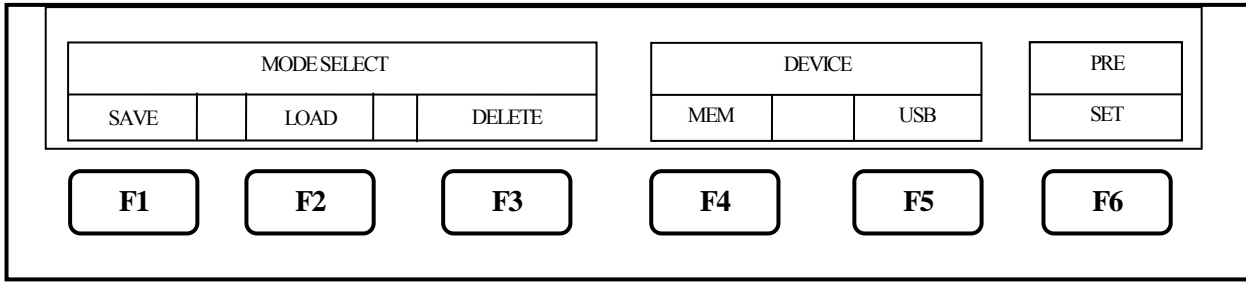 MODE SELECT DEVICE PRE
SAVE LOAD DELETE MEM USB SET
F1 F2 F3 F4 F5 F6